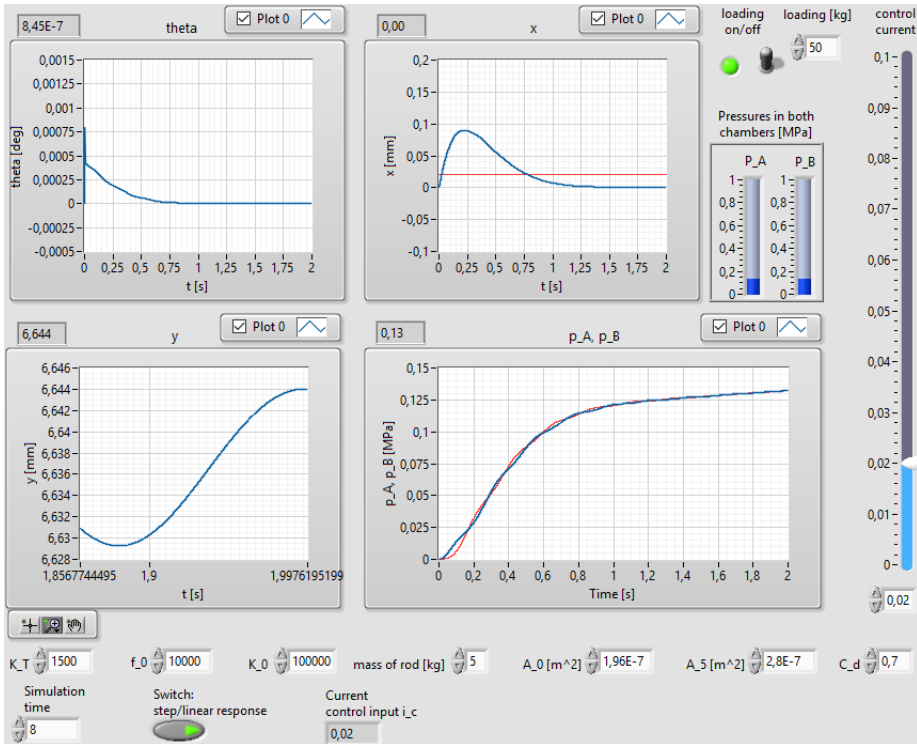 8,45E-7
theta
Plot 0
0,0015
0,00125
0,001
0,00075
0,0005
0,00025
0
-0,00025
-0,0005
theta [deg]
0 0,25 0,5 0,75 1 1,25 1,5 1,75 2
t [s]
0,00
x
Plot 0
0,2
0,15
0,1
0,05
0
-0,05
-0,1
x [mm]
0 0,25 0,5 0,75 1 1,25 1,5 1,75 2
t [s]
loading
on/off
loading [kg]
50
Pressures in both
chambers [MPa]
P_A P_B
1 1
0,8 0,8
0,6 0,6
0,4 0,4
0,2 0,2
0 0
control
current
0,1
0,09
0,08
0,07
0,06
0,05
0,04
0,03
0,02
0,01
0
0,02
6,644
y
Plot 0
6,646
6,644
6,642
6,64
6,638
6,636
6,634
6,632
6,63
6,628
y [mm]
1,8567744495 1,9 1,9976195199
t [s]
0,13
p_A, p_B
Plot 0
0,15
0,125
0,1
0,075
0,05
0,025
0
p_A, p_B [MPa]
0 0,2 0,4 0,6 0,8 1 1,2 1,4 1,6 1,8 2
Time [s]
K_T 1500 f_0 10000 K_0 100000 mass of rod [kg] 5 A_0 [m^2] 1,96E-7 A_5 [m^2] 2,8E-7 C_d 0,7
Simulation
time
8
Switch:
step/linear response
Current
control input i_c
0,02